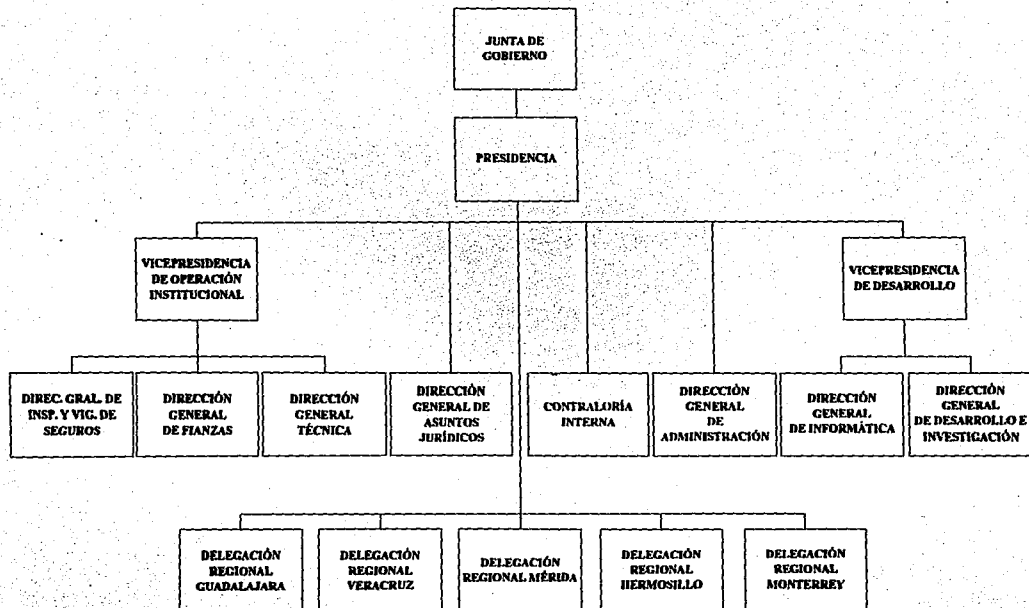 JUNTA DE
GOBIERNO
PRESIDENCIA
VICEPRESIDENCIA
DE OPERACIÓN
INSTITUCIONAL
VICEPRESIDENCIA
DE DESARROLLO
DIREC. GRAL. DE
INSP. Y VIG. DE
SEGUROS
DIRECCIÓN
GENERAL
DE FIANZAS
DIRECCIÓN
GENERAL
TÉCNICA
DIRECCIÓN
GENERAL DE
ASUNTOS
JURÍDICOS
CONTRALORÍA
INTERNA
DIRECCIÓN
GENERAL
DE
ADMINISTRACIÓN
DIRECCIÓN
GENERAL
DE INFORMÁTICA
DIRECCIÓN
GENERAL
DE DESARROLLO E
INVESTIGACIÓN
DELEGACIÓN
REGIONAL
GUADALAJARA
DELEGACIÓN
REGIONAL
VERACRUZ
DELEGACIÓN
REGIONAL MÉRIDA
DELEGACIÓN
REGIONAL
HERMOSILLO
DELEGACIÓN
REGIONAL
MONTERREY